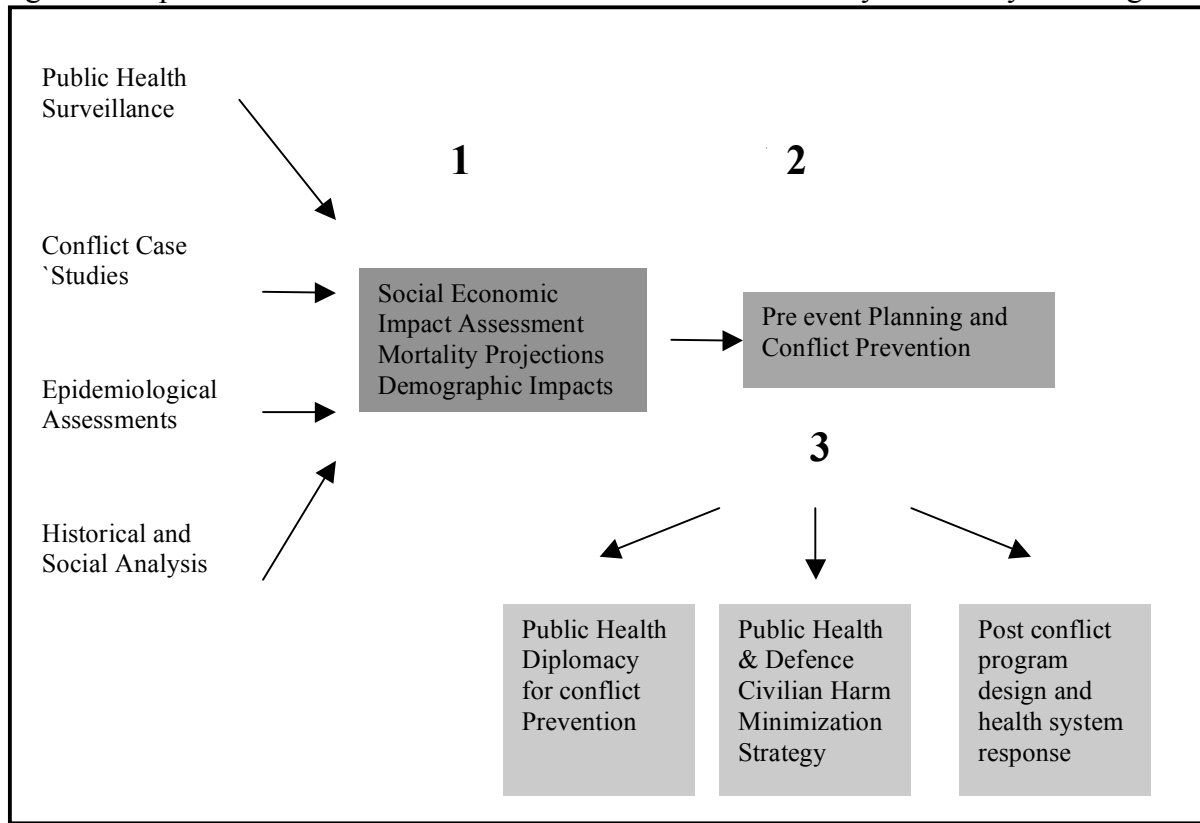 Public Health
Surveillance
1
2
Conflict Case
`Studies
Social Economic
Impact Assessment
Mortality Projections
Demographic Impacts
Pre event Planning and
Conflict Prevention
Epidemiological
Assessments
3
Historical and
Social Analysis
Public Health
Diplomacy
for conflict
Prevention
Public Health
& Defence
Civilian Harm
Minimization
Strategy
Post conflict
program
design and
health system
response